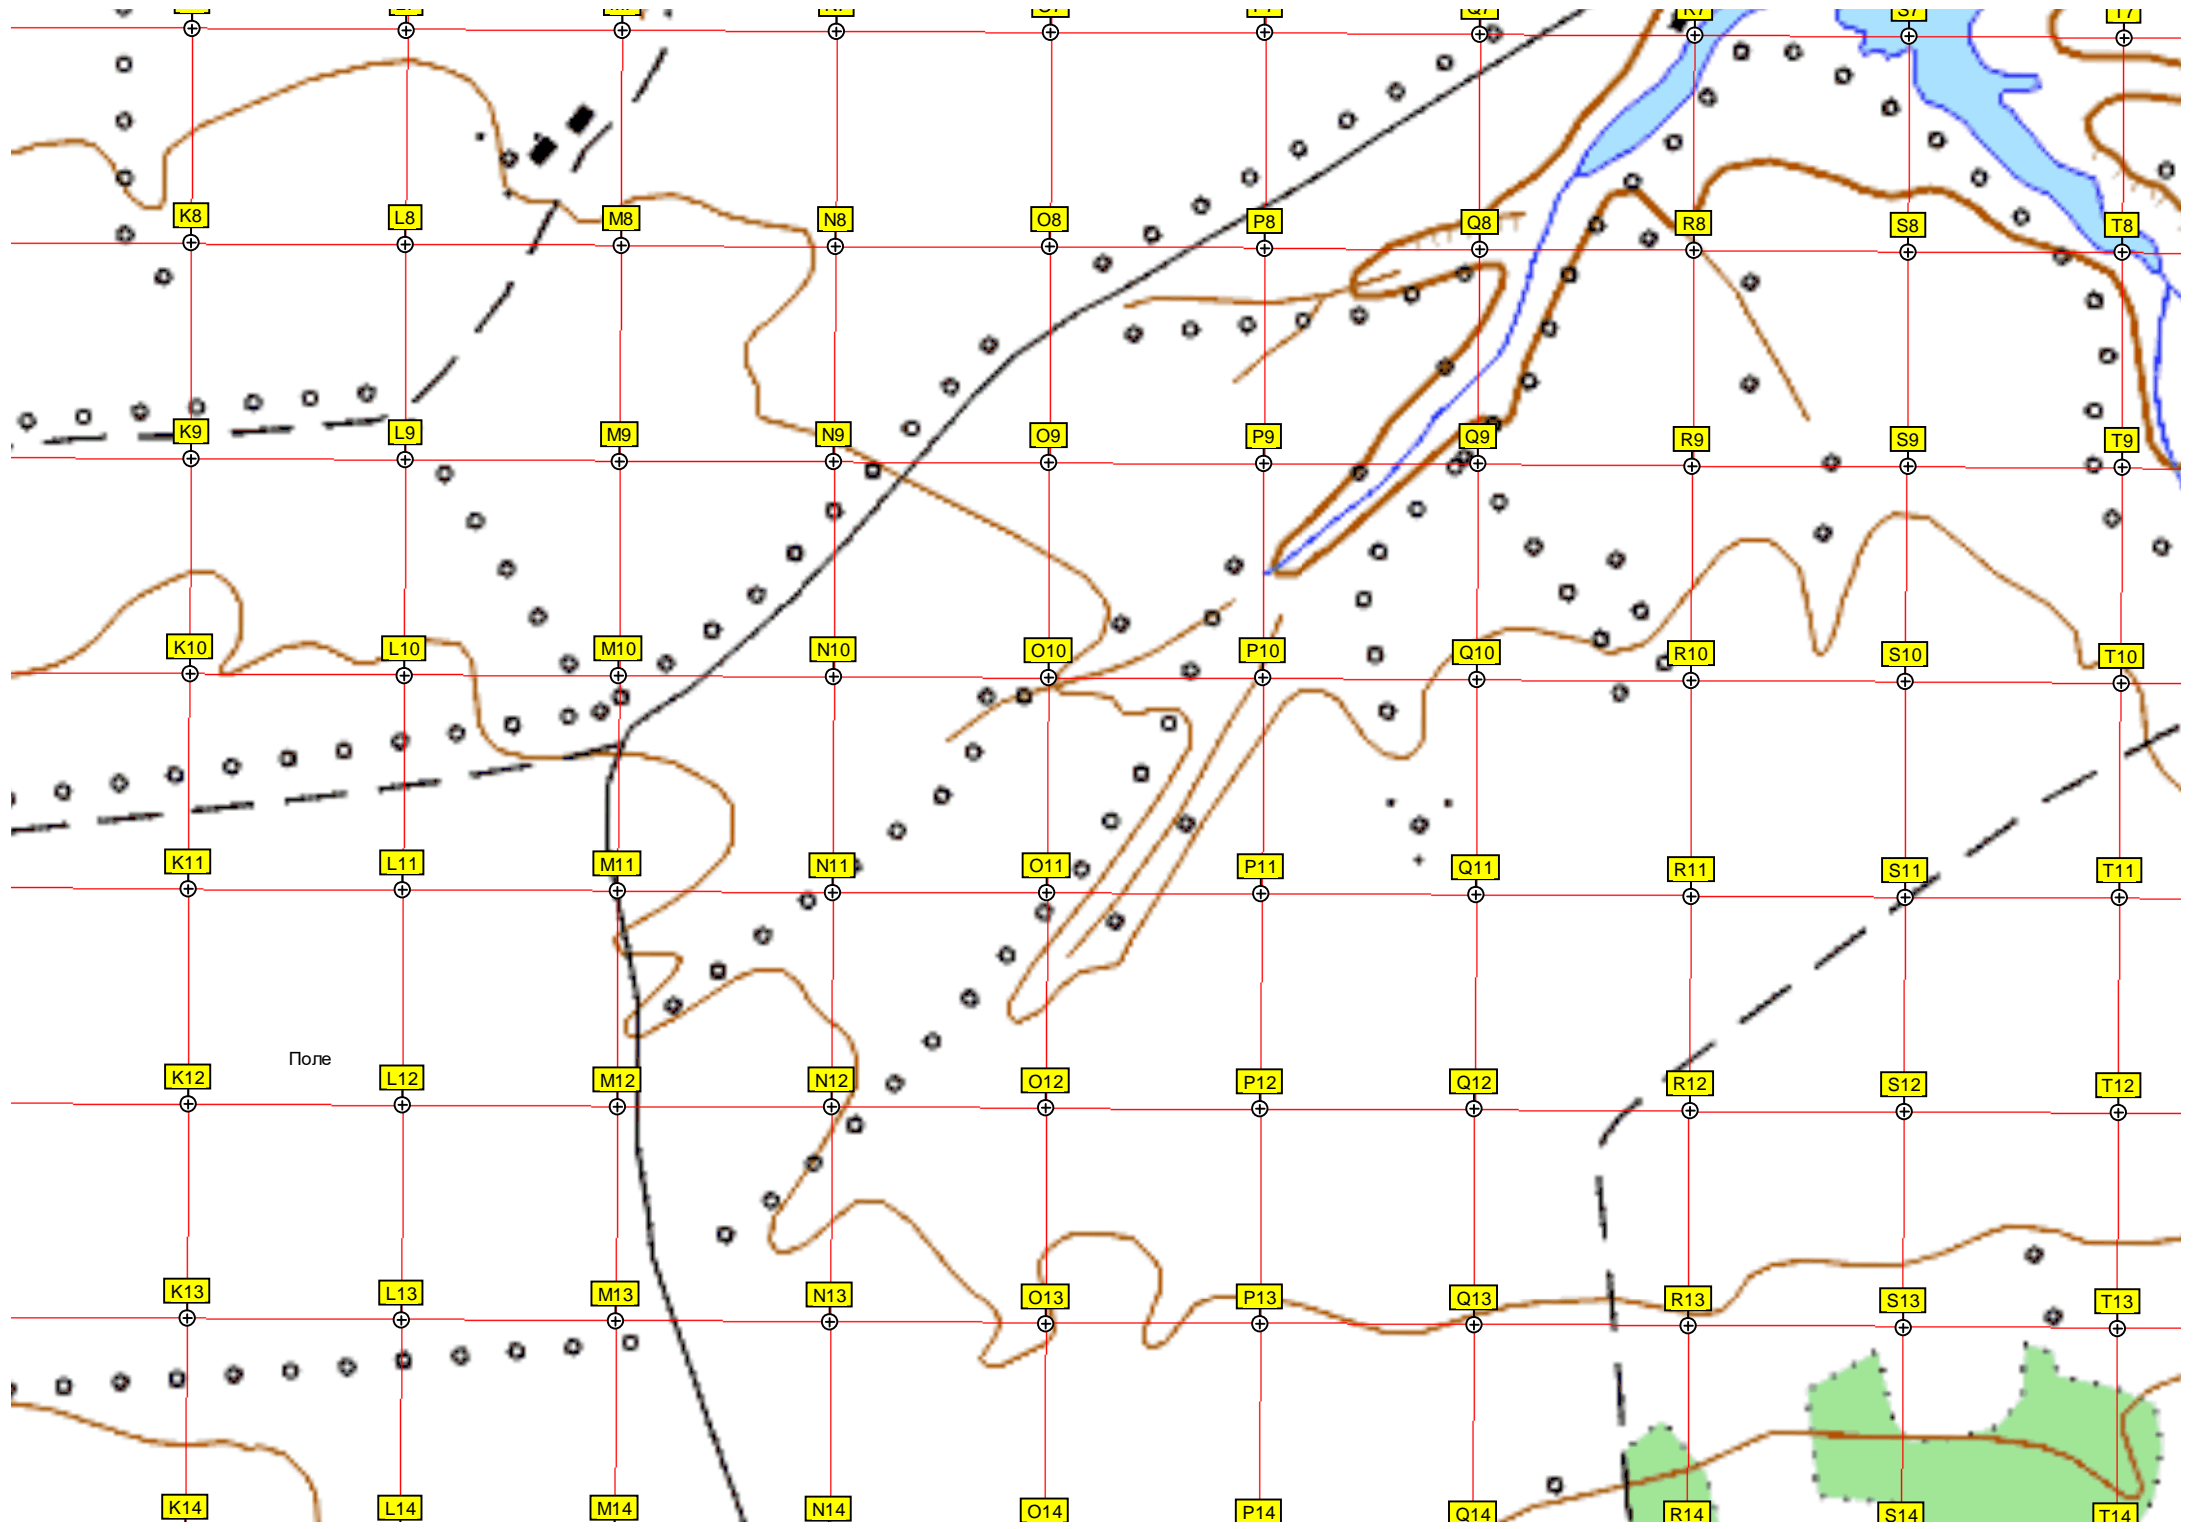 R7 S7 T7
K8 L8 M8 N8 O8 P8 Q8 R8 S8 T8
K9 L9 M9 N9 O9 P9 Q9 R9 S9 T9
K10 L10 M10 N10 O10 P10 Q10 R10 S10 T10
K11 L11 M11 N11 O11 P11 Q11 R11 S11 T11
Поле
K12 L12 M12 N12 O12 P12 Q12 R12 S12 T12
K13 L13 M13 N13 O13 P13 Q13 R13 S13 T13
K14 L14 M14 N14 O14 P14 Q14 R14 S14 T14